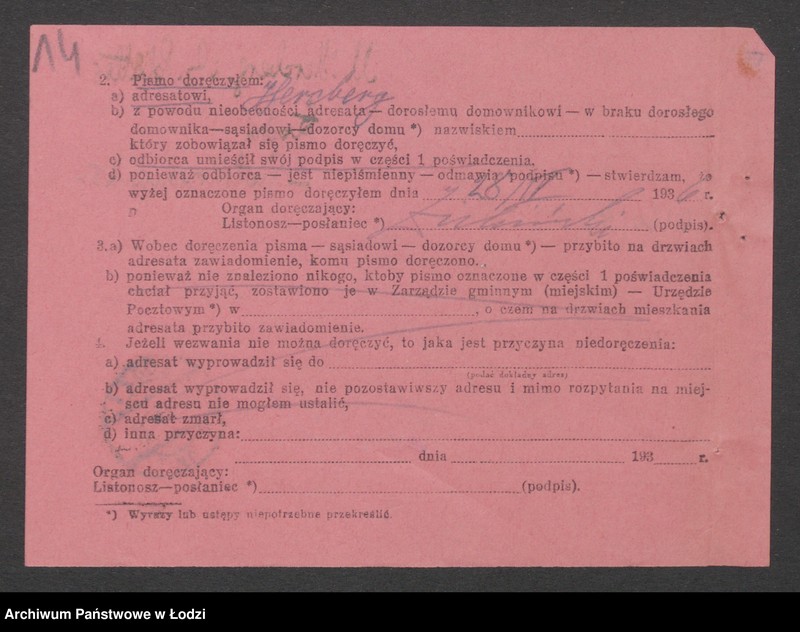 14
2. Pismo doręczyłem:
a) adresatowi, Herzberg
b) z powodu nieobecności adresata — dorosłemu domownikowi — w braku dorosłego
domownika—sąsiadowi—dozorcy domu *) nazwiskiem
który zobowiązał się pismo doręczyć,
c) odbiorca umieścił swój podpis w części 1 poświadczenia,
d) ponieważ odbiorca — jest niepiśmienny — odmawia podpisu *) — stwierdzam, że
wyżej oznaczone pismo doręczyłem dnia 28/IV 1936 r.
Organ doręczający:
Listonosz—posłaniec *) (podpis).
3. a) Wobec doręczenia pisma — sąsiadowi — dozorcy domu *) — przybito na drzwiach
adresata zawiadomienie, komu pismo doręczono.
b) ponieważ nie znaleziono nikogo, ktoby pismo oznaczone w części 1 poświadczenia
chciał przyjąć, zostawiono je w Zarządzie gminnym (miejskim) — Urzędzie
Pocztowym *) w , o czem na drzwiach mieszkania
adresata przybito zawiadomienie.
4. Jeżeli wezwania nie można doręczyć, to jaka jest przyczyna niedoręczenia:
a) adresat wyprowadził się do
(podać dokładny adres)
b) adresat wyprowadził się, nie pozostawiwszy adresu i mimo rozpytania na miej-
scu adresu nie mogłem ustalić,
c) adresat zmarł,
d) inna przyczyna:
dnia 193 r.
Organ doręczający:
Listonosz—posłaniec *) (podpis).
*) Wyrazy lub ustępy niepotrzebne przekreślić.
Archiwum Państwowe w Łodzi